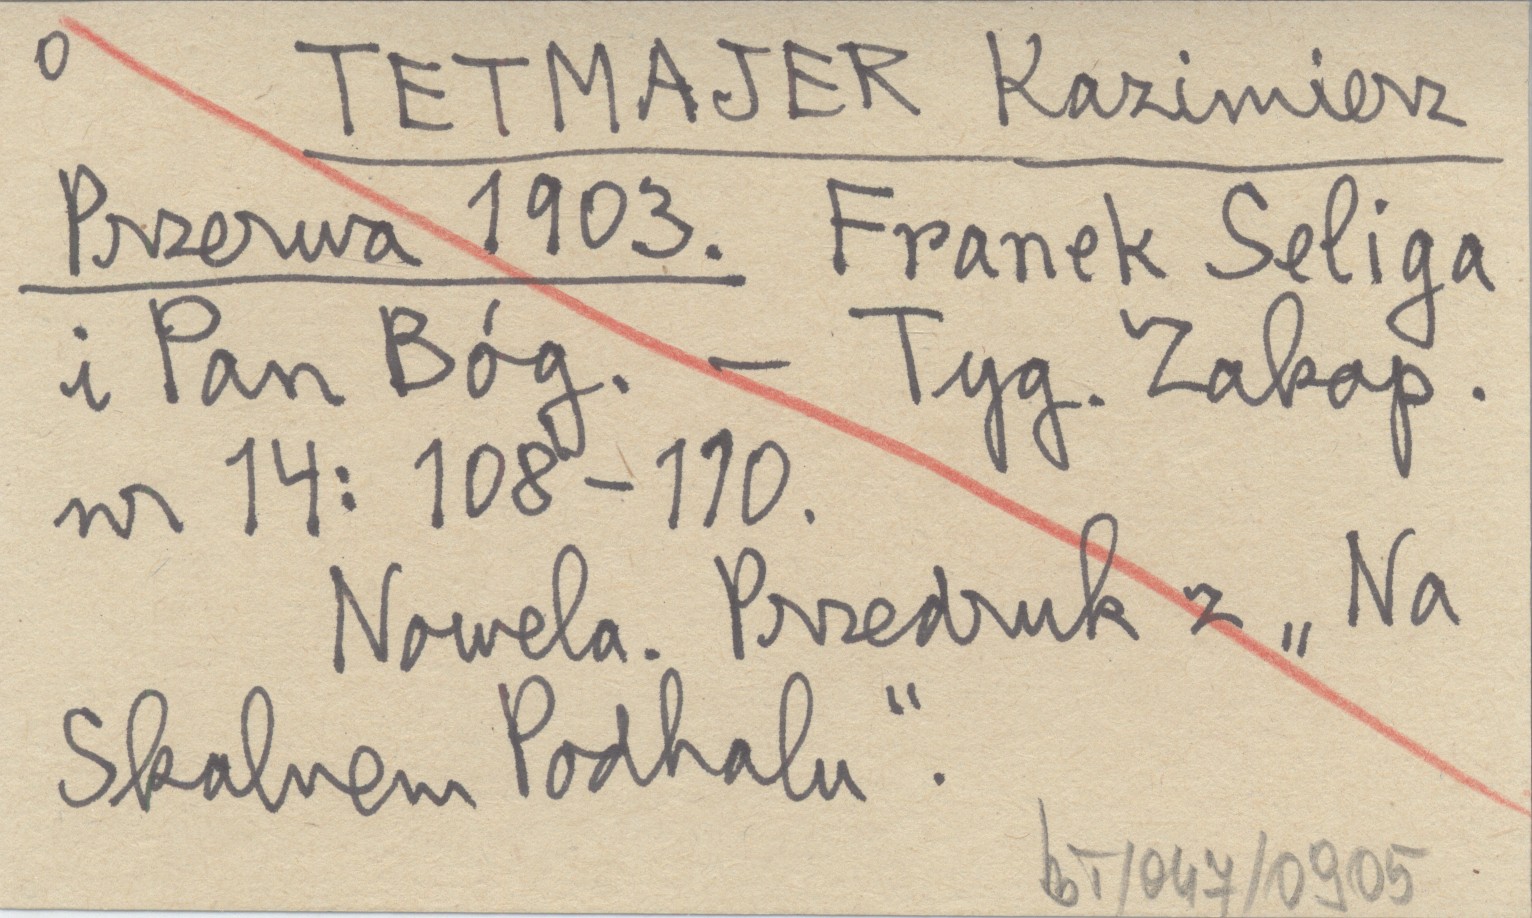 o TETMAJER Kazimierz
Przerwa 1903. Franek Seliga
i Pan Bóg. – Tyg. Zakop.
nr 14: 108–110.
Nowela. Przedruk z „Na
Skalnem Podhalu“.
bT/047/0905